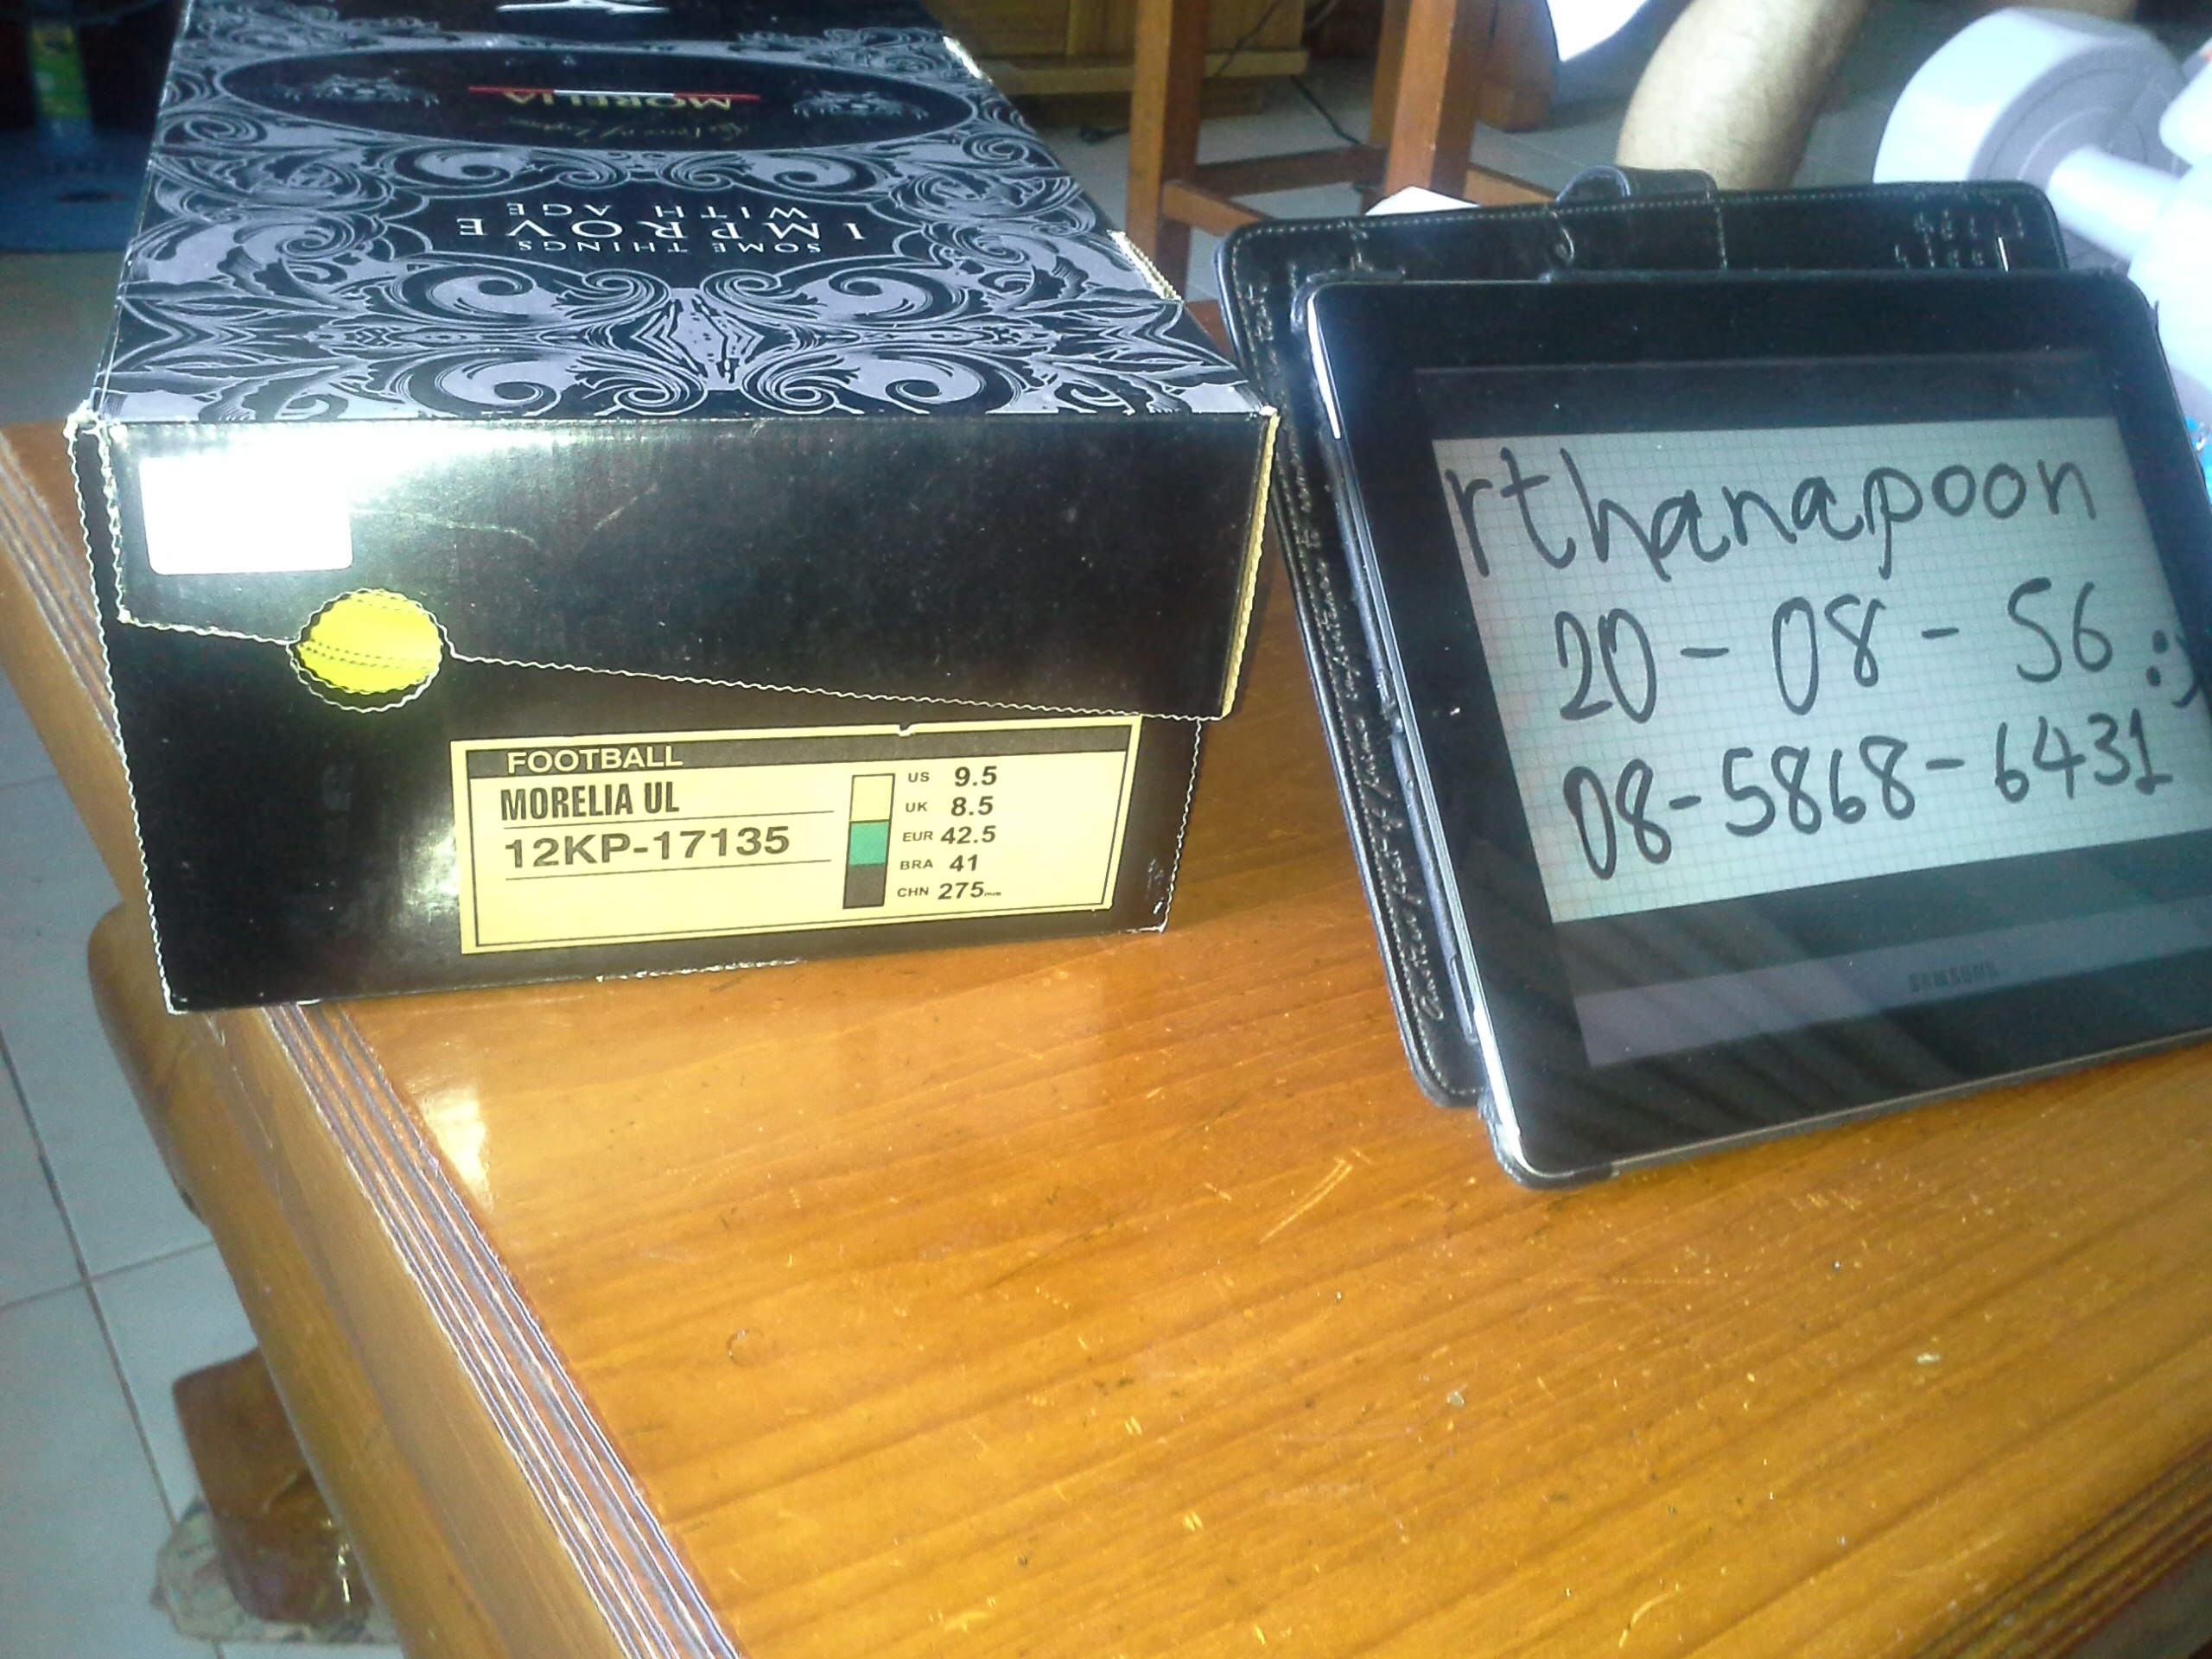 MORELIA
SOME THINGS
IMPROVE
WITH AGE
FOOTBALL
MORELIA UL
12KP-17135
US 9.5
UK 8.5
EUR 42.5
BRA 41
CHN 275mm
rthanapoon
20-08-56 :)
08-5868-6431
SAMSUNG